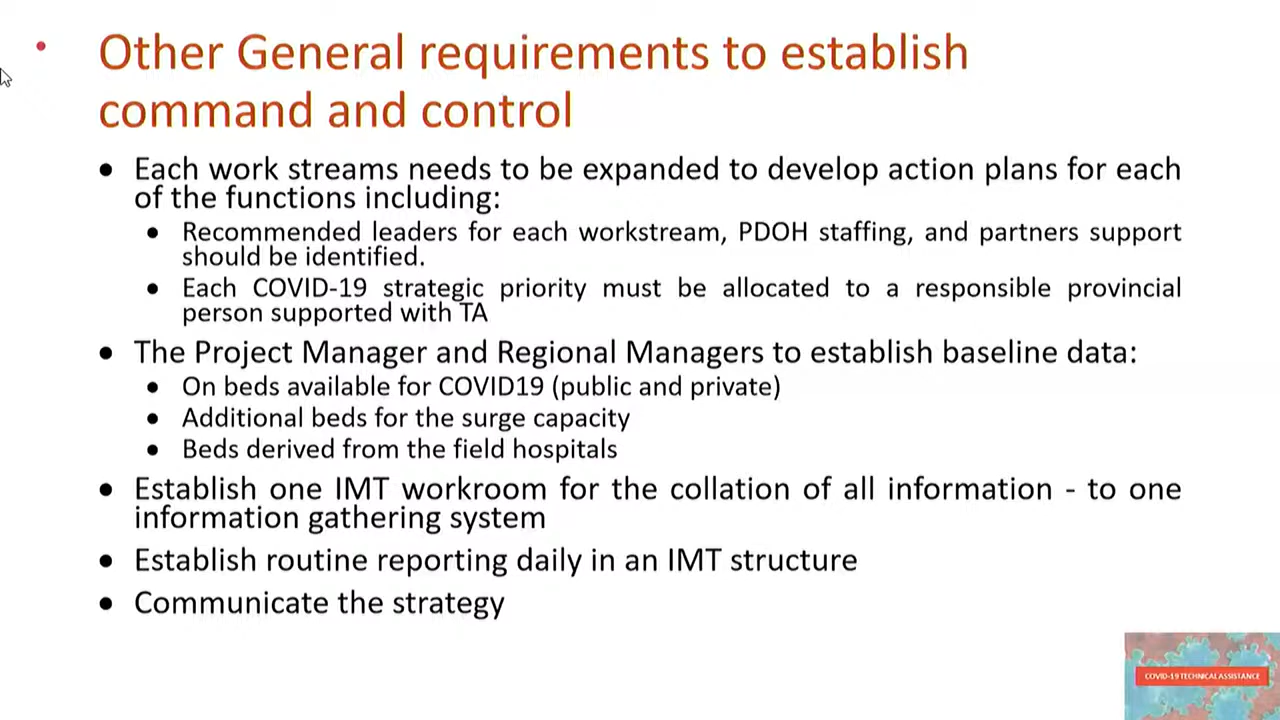 Other General requirements to establish
command and control
Each work streams needs to be expanded to develop action plans for each
of the functions including:
Recommended leaders for each workstream, PDOH staffing, and partners support
should be identified.
Each COVID-19 strategic priority must be allocated to a responsible provincial
person supported with TA
The Project Manager and Regional Managers to establish baseline data:
On beds available for COVID19 (public and private)
Additional beds for the surge capacity
Beds derived from the field hospitals
Establish one IMT workroom for the collation of all information - to one
information gathering system
Establish routine reporting daily in an IMT structure
Communicate the strategy
COVID-19 TECHNICAL ASSISTANCE